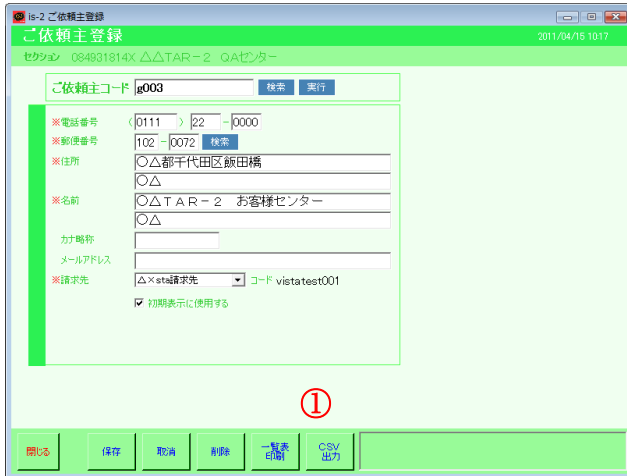 is-2 ご依頼主登録
ご依頼主登録
2011/04/15 10:17
セクション 084931814X △△TAR－2 QAセンター
ご依頼主コード g003 検索 実行
※電話番号 （0111 ）22 －0000
※郵便番号 102 －0072 検索
※住所 ○△都千代田区飯田橋
○△
※名前 ○△ＴＡＲ－２ お客様センター
○△
カナ略称
メールアドレス
※請求先 △×sta請求先 コード vistatest001
初期表示に使用する
①
閉じる 保存 取消 削除 一覧表印刷 CSV出力